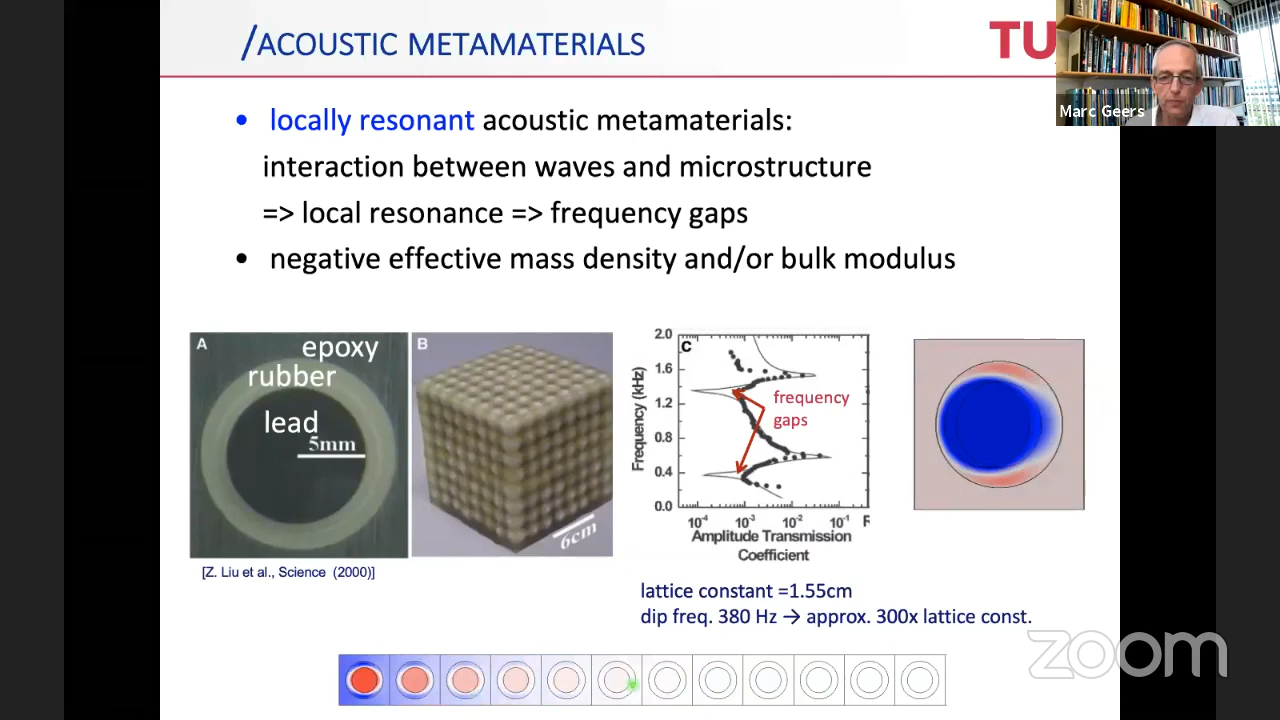 /ACOUSTIC METAMATERIALS
TU
Marc Geers
• locally resonant acoustic metamaterials:
interaction between waves and microstructure
=> local resonance => frequency gaps
• negative effective mass density and/or bulk modulus
A
epoxy
rubber
lead
5mm
B
6cm
C
2.0
1.6
1.2
0.8
0.4
0.0
Frequency (kHz)
frequency
gaps
10⁻⁴ 10⁻³ 10⁻² 10⁻¹
Amplitude Transmission
Coefficient
[Z. Liu et al., Science (2000)]
lattice constant =1.55cm
dip freq. 380 Hz → approx. 300x lattice const.
zoom